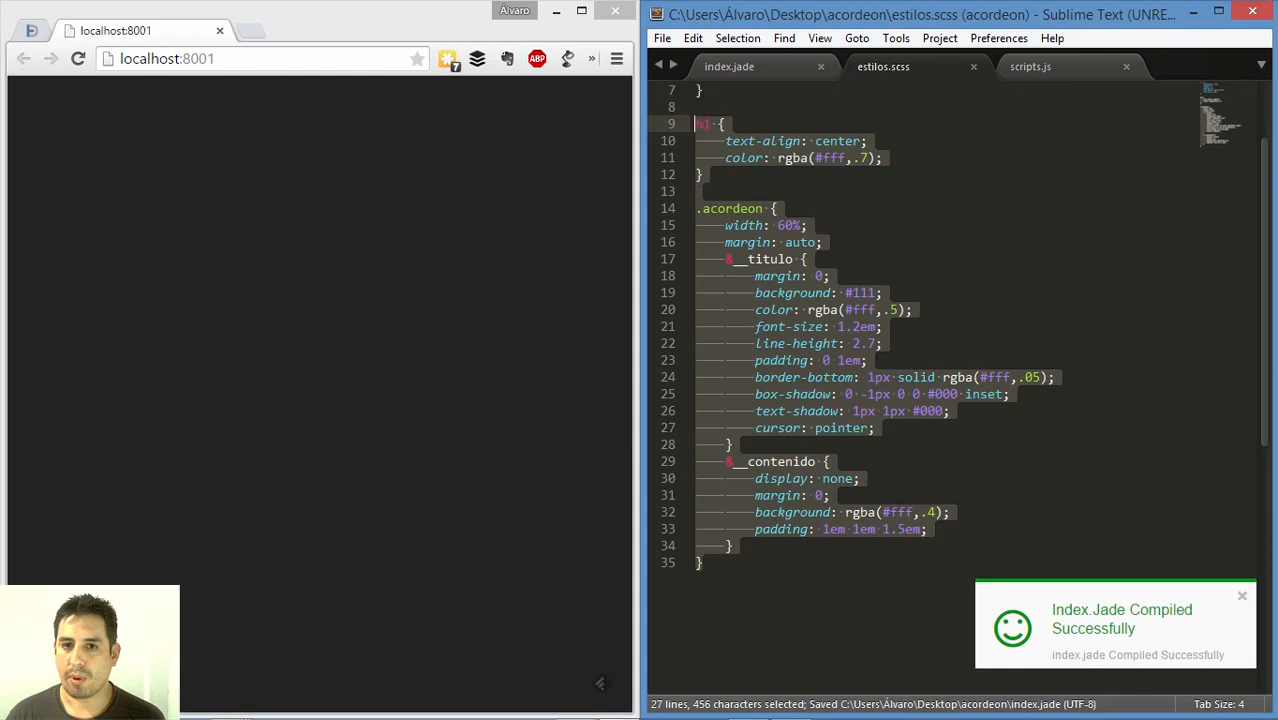 Álvaro
localhost:8001
localhost:8001
7
ABP
»
C:\Users\Álvaro\Desktop\acordeon\estilos.scss (acordeon) - Sublime Text (UNRE...
File Edit Selection Find View Goto Tools Project Preferences Help
index.jade estilos.scss scripts.js
7 }
8
9 h1 {
10 text-align: center;
11 color: rgba(#fff,.7);
12 }
13
14 .acordeon {
15 width: 60%;
16 margin: auto;
17 &__titulo {
18 margin: 0;
19 background: #111;
20 color: rgba(#fff,.5);
21 font-size: 1.2em;
22 line-height: 2.7;
23 padding: 0 1em;
24 border-bottom: 1px solid rgba(#fff,.05);
25 box-shadow: 0 -1px 0 0 #000 inset;
26 text-shadow: 1px 1px #000;
27 cursor: pointer;
28 }
29 &__contenido {
30 display: none;
31 margin: 0;
32 background: rgba(#fff,.4);
33 padding: 1em 1em 1.5em;
34 }
35 }
Index.Jade Compiled
Successfully
index.jade Compiled Successfully
27 lines, 456 characters selected; Saved C:\Users\Álvaro\Desktop\acordeon\index.jade (UTF-8) Tab Size: 4